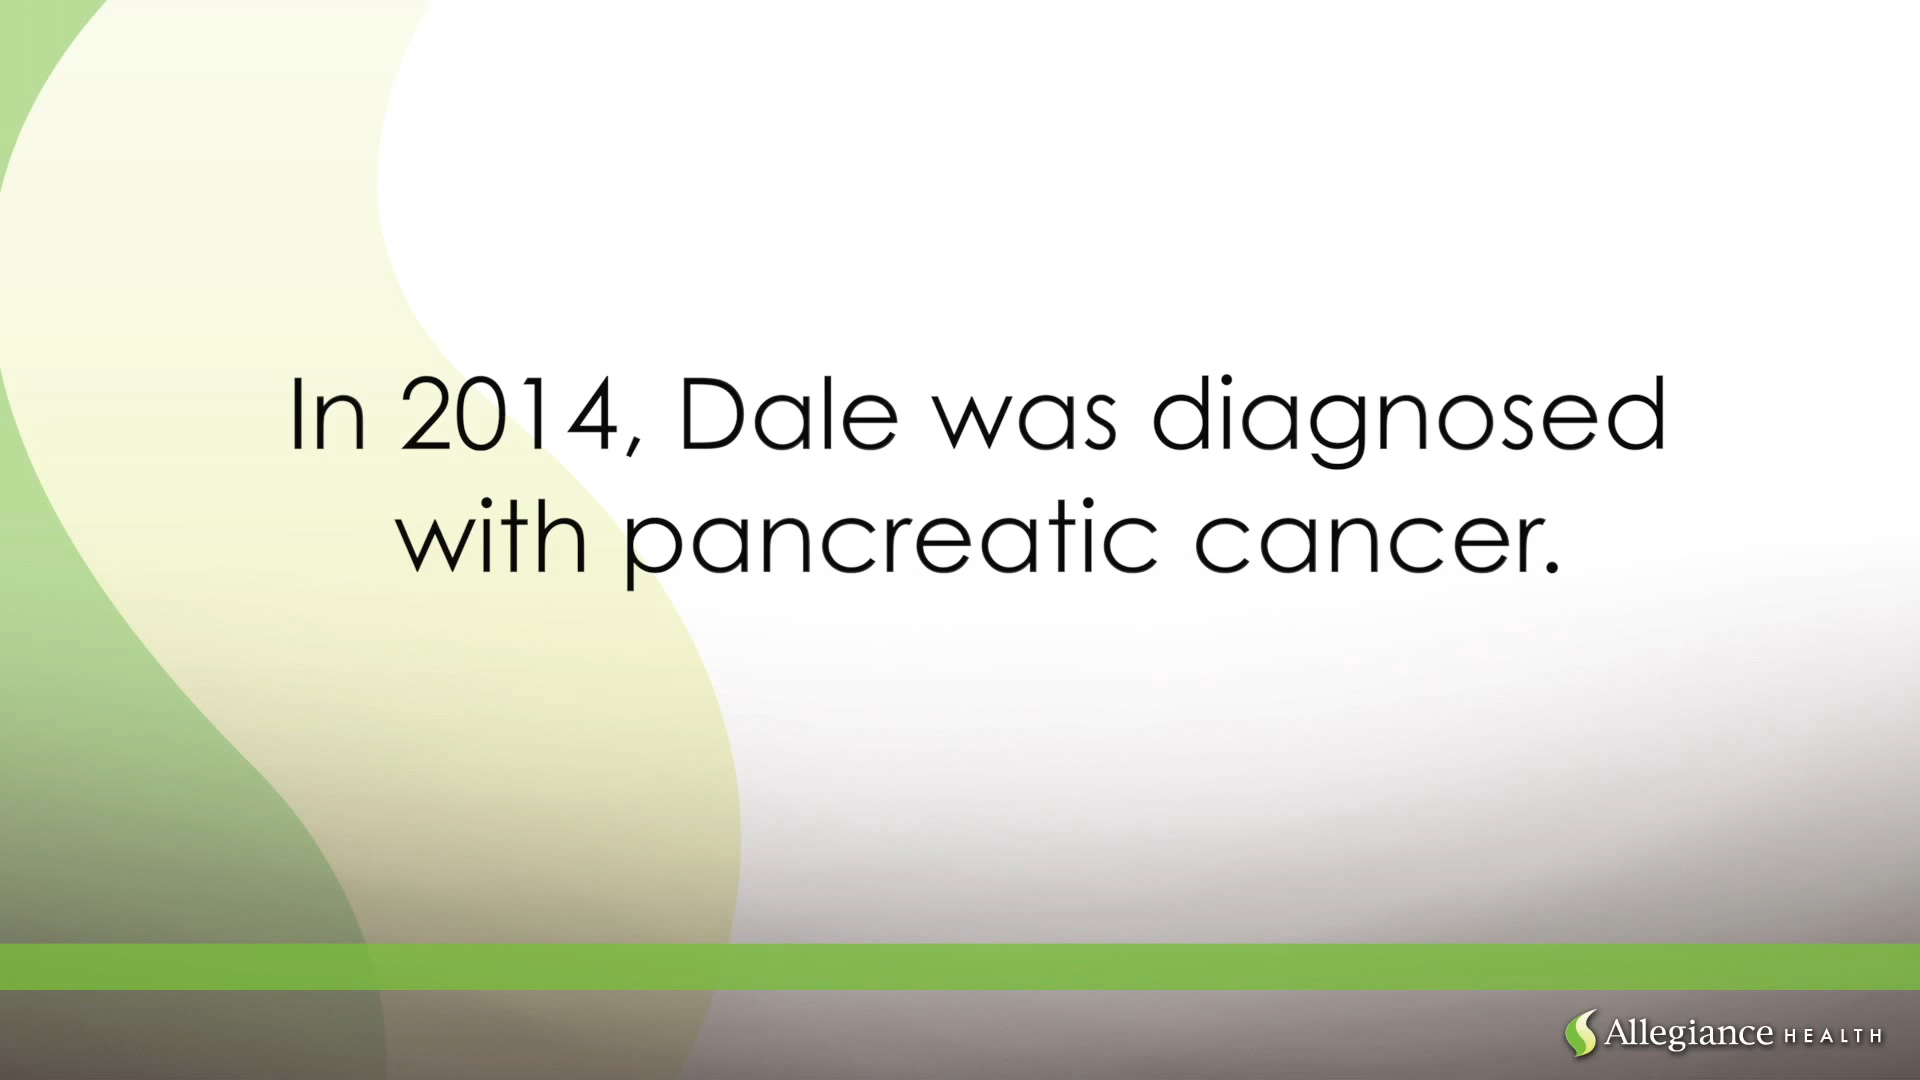 In 2014, Dale was diagnosed
with pancreatic cancer.
Allegiance HEALTH